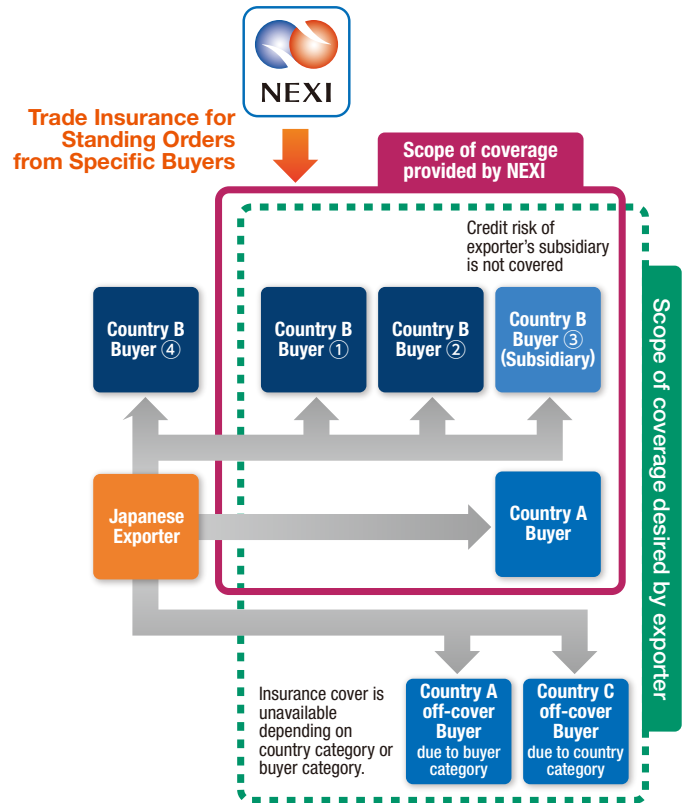 NEXI
Trade Insurance for
Standing Orders
from Specific Buyers
Scope of coverage
provided by NEXI
Credit risk of
exporter's subsidiary
is not covered
Scope of coverage desired by exporter
Country B
Buyer ④
Country B
Buyer ①
Country B
Buyer ②
Country B
Buyer ③
(Subsidiary)
Japanese
Exporter
Country A
Buyer
Insurance cover is
unavailable
depending on
country category or
buyer category.
Country A
off-cover
Buyer
due to buyer
category
Country C
off-cover
Buyer
due to country
category